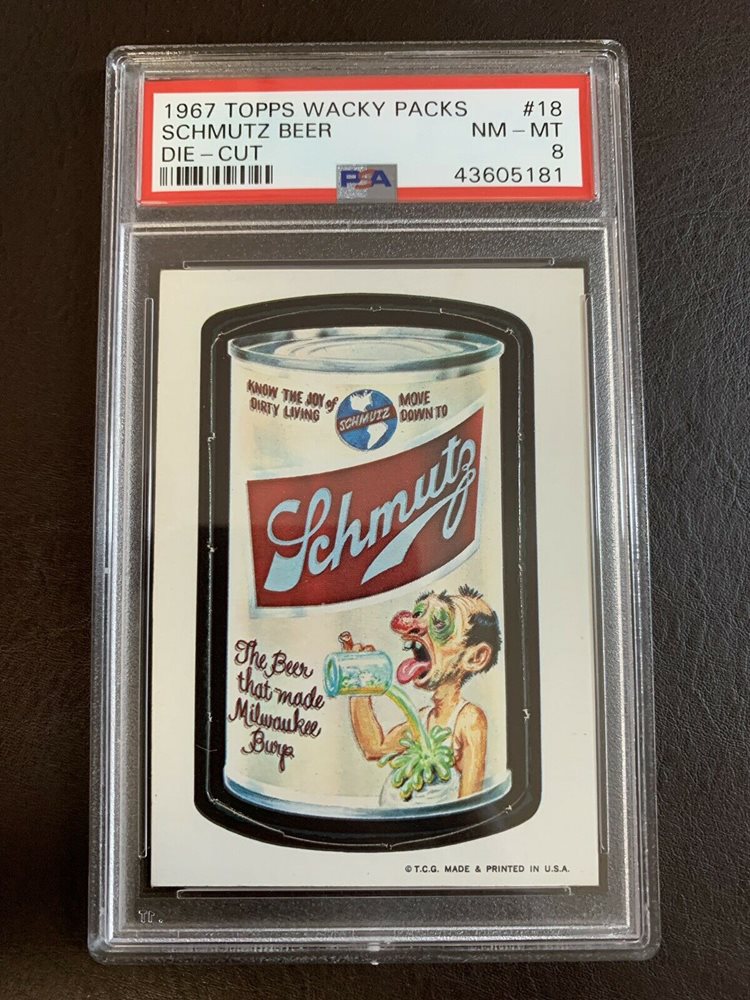 1967 TOPPS WACKY PACKS #18
SCHMUTZ BEER NM - MT
DIE - CUT 8
PSA 43605181
KNOW THE JOY of
DIRTY LIVING
SCHMUTZ
MOVE
DOWN TO
Schmutz
The Beer
that made
Milwaukee
Burp
© T.C.G. MADE & PRINTED IN U.S.A.